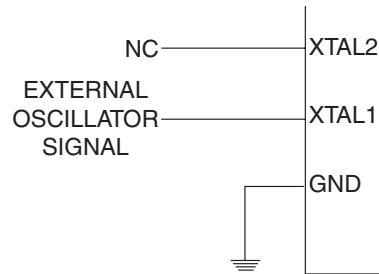 NC
XTAL2
EXTERNAL
OSCILLATOR
SIGNAL
XTAL1
GND